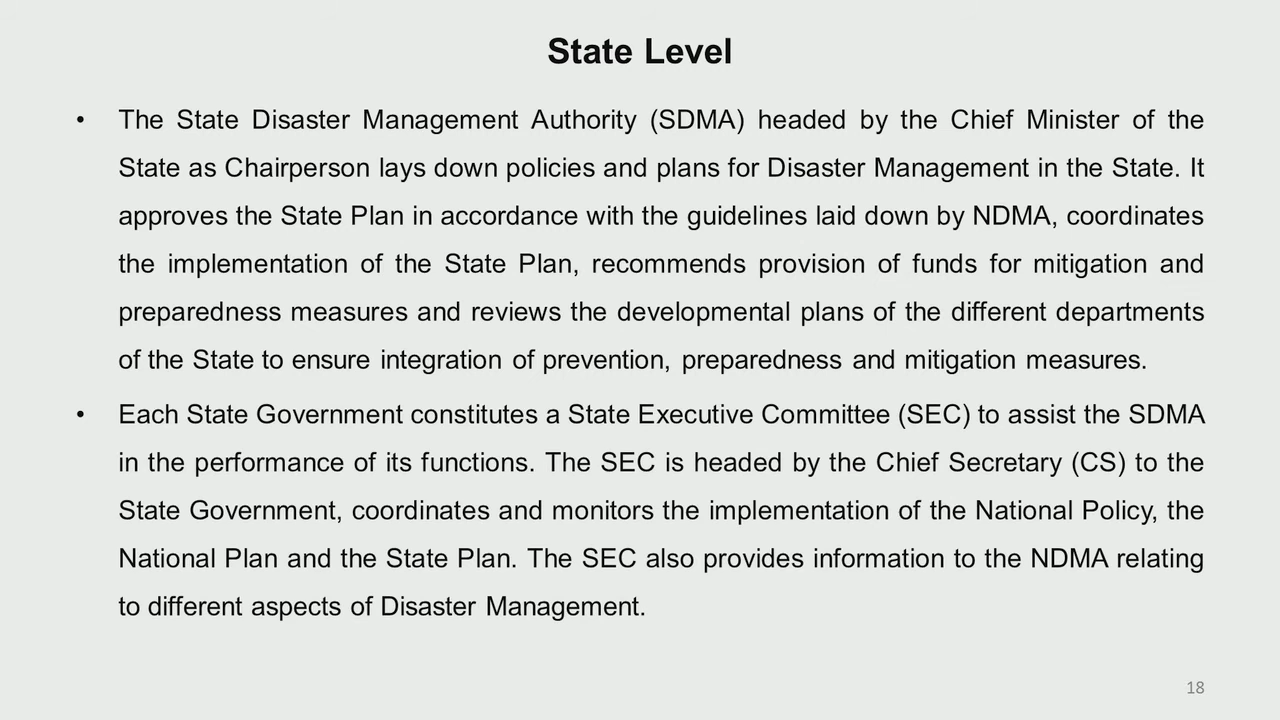 State Level
• The State Disaster Management Authority (SDMA) headed by the Chief Minister of the
State as Chairperson lays down policies and plans for Disaster Management in the State. It
approves the State Plan in accordance with the guidelines laid down by NDMA, coordinates
the implementation of the State Plan, recommends provision of funds for mitigation and
preparedness measures and reviews the developmental plans of the different departments
of the State to ensure integration of prevention, preparedness and mitigation measures.
• Each State Government constitutes a State Executive Committee (SEC) to assist the SDMA
in the performance of its functions. The SEC is headed by the Chief Secretary (CS) to the
State Government, coordinates and monitors the implementation of the National Policy, the
National Plan and the State Plan. The SEC also provides information to the NDMA relating
to different aspects of Disaster Management.
18